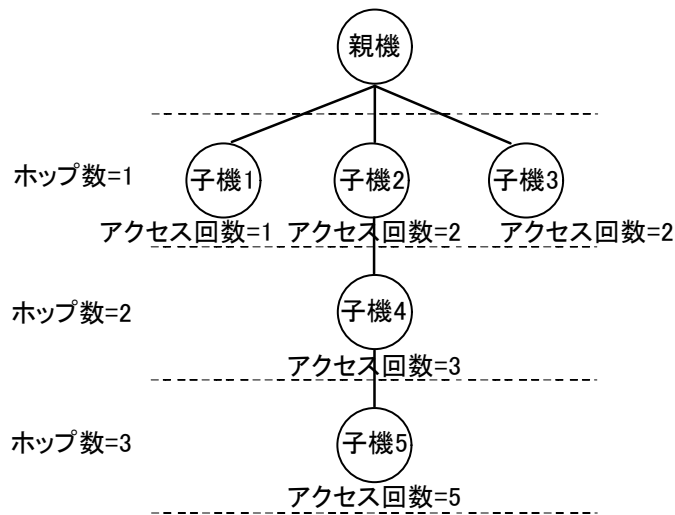 親機
ホップ数=1
子機1
子機2
子機3
アクセス回数=1
アクセス回数=2
アクセス回数=2
ホップ数=2
子機4
アクセス回数=3
ホップ数=3
子機5
アクセス回数=5